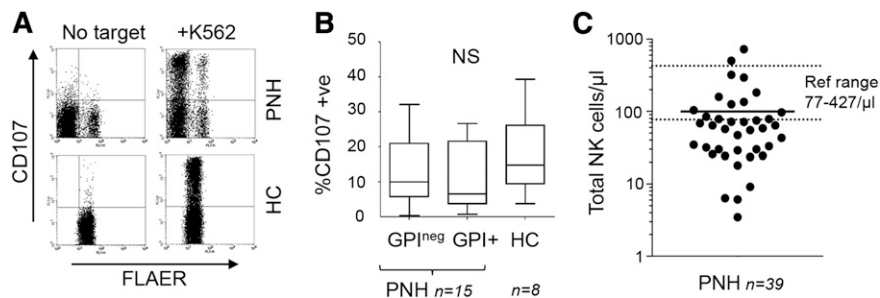 A
No target
+K562
CD107
PNH
HC
FLAER
B
%CD107 +ve
50
40
30
20
10
0
NS
GPIneg
GPI+
HC
PNH n=15
n=8
C
Total NK cells/µl
1000
100
10
1
Ref range
77-427/µl
PNH n=39